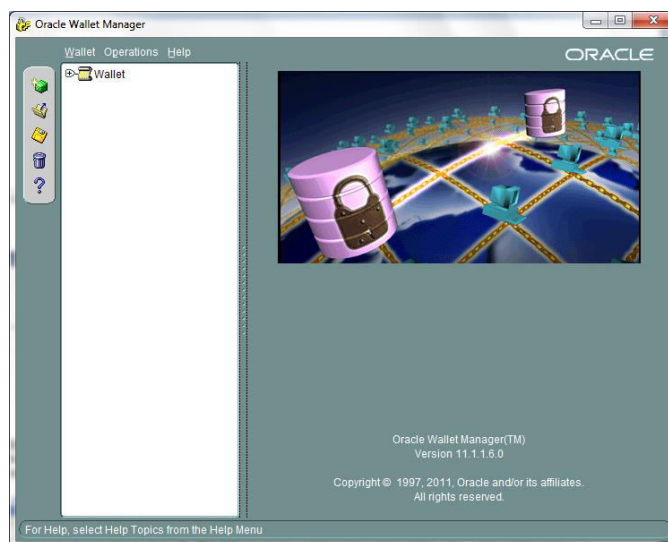 Oracle Wallet Manager
Wallet Operations Help
ORACLE
Wallet
?
Oracle Wallet Manager(TM)
Version 11.1.1.6.0
Copyright © 1997, 2011, Oracle and/or its affiliates.
All rights reserved.
For Help, select Help Topics from the Help Menu